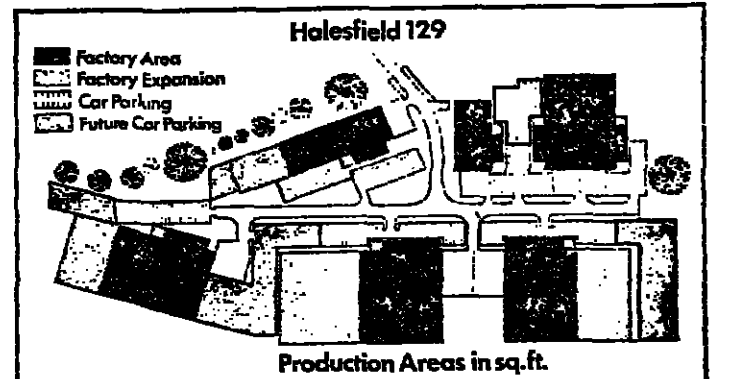 Halesfield 129
Factory Area
Factory Expansion
Car Parking
Future Car Parking
Production Areas in sq.ft.